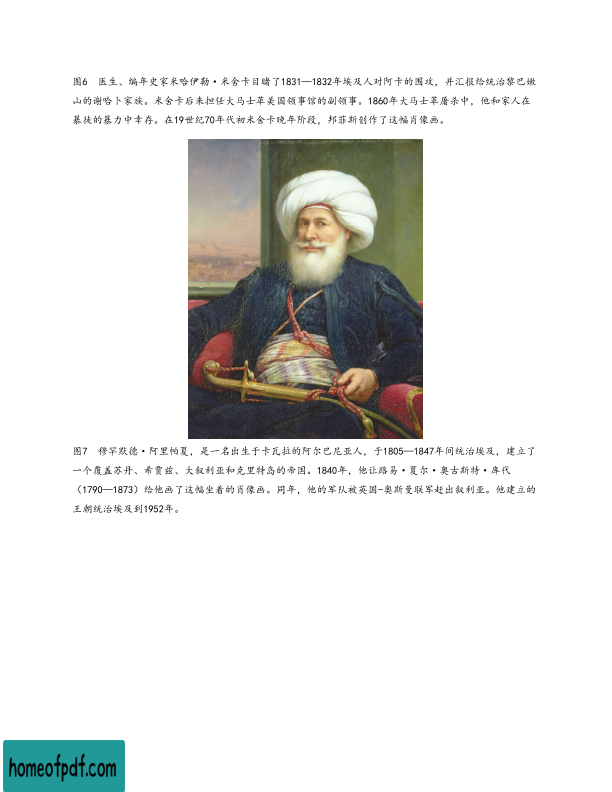 图6　医生、编年史家米哈伊勒·米舍卡目睹了1831—1832年埃及人对阿卡的围攻，并汇报给统治黎巴嫩
山的谢哈卜家族。米舍卡后来担任大马士革美国领事馆的副领事。1860年大马士革屠杀中，他和家人在
暴徒的暴力中幸存。在19世纪70年代初米舍卡晚年阶段，邦菲斯创作了这幅肖像画。
图7　穆罕默德·阿里帕夏，是一名出生于卡瓦拉的阿尔巴尼亚人，于1805—1847年间统治埃及，建立了
一个覆盖苏丹、希贾兹、大叙利亚和克里特岛的帝国。1840年，他让路易·夏尔·奥古斯特·库代
（1790—1873）给他画了这幅坐着的肖像画。同年，他的军队被英国-奥斯曼联军赶出叙利亚。他建立的
王朝统治埃及到1952年。
homeofpdf.com